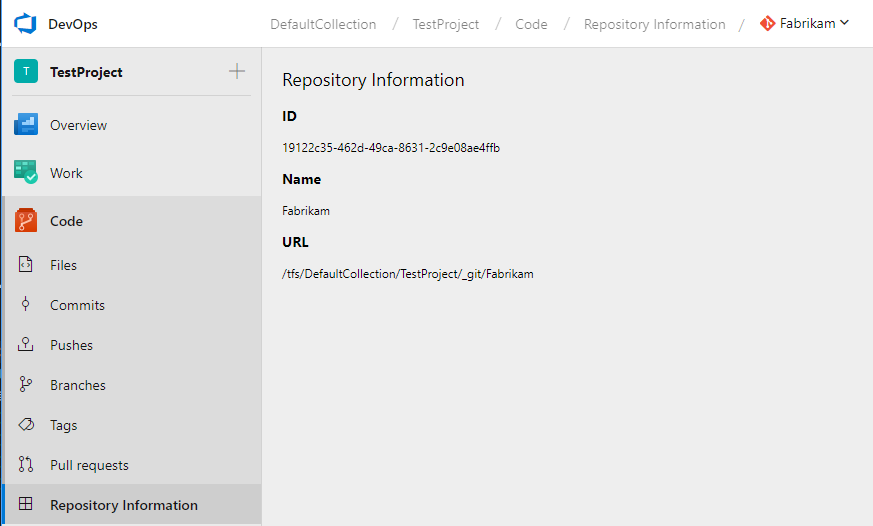 DevOps
DefaultCollection / TestProject / Code / Repository Information / Fabrikam
T TestProject
Overview
Work
Code
Files
Commits
Pushes
Branches
Tags
Pull requests
Repository Information
Repository Information
ID
19122c35-462d-49ca-8631-2c9e08ae4ffb
Name
Fabrikam
URL
/tfs/DefaultCollection/TestProject/_git/Fabrikam